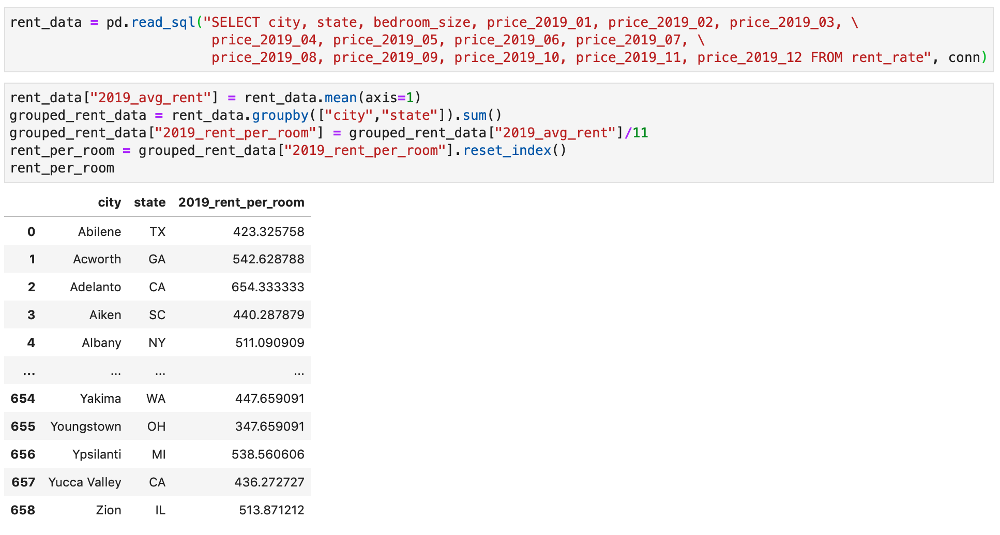 rent_data = pd.read_sql("SELECT city, state, bedroom_size, price_2019_01, price_2019_02, price_2019_03, \
price_2019_04, price_2019_05, price_2019_06, price_2019_07, \
price_2019_08, price_2019_09, price_2019_10, price_2019_11, price_2019_12 FROM rent_rate", conn)
rent_data["2019_avg_rent"] = rent_data.mean(axis=1)
grouped_rent_data = rent_data.groupby(["city","state"]).sum()
grouped_rent_data["2019_rent_per_room"] = grouped_rent_data["2019_avg_rent"]/11
rent_per_room = grouped_rent_data["2019_rent_per_room"].reset_index()
rent_per_room
city state 2019_rent_per_room
0 Abilene TX 423.325758
1 Acworth GA 542.628788
2 Adelanto CA 654.333333
3 Aiken SC 440.287879
4 Albany NY 511.090909
... ... ... ...
654 Yakima WA 447.659091
655 Youngstown OH 347.659091
656 Ypsilanti MI 538.560606
657 Yucca Valley CA 436.272727
658 Zion IL 513.871212